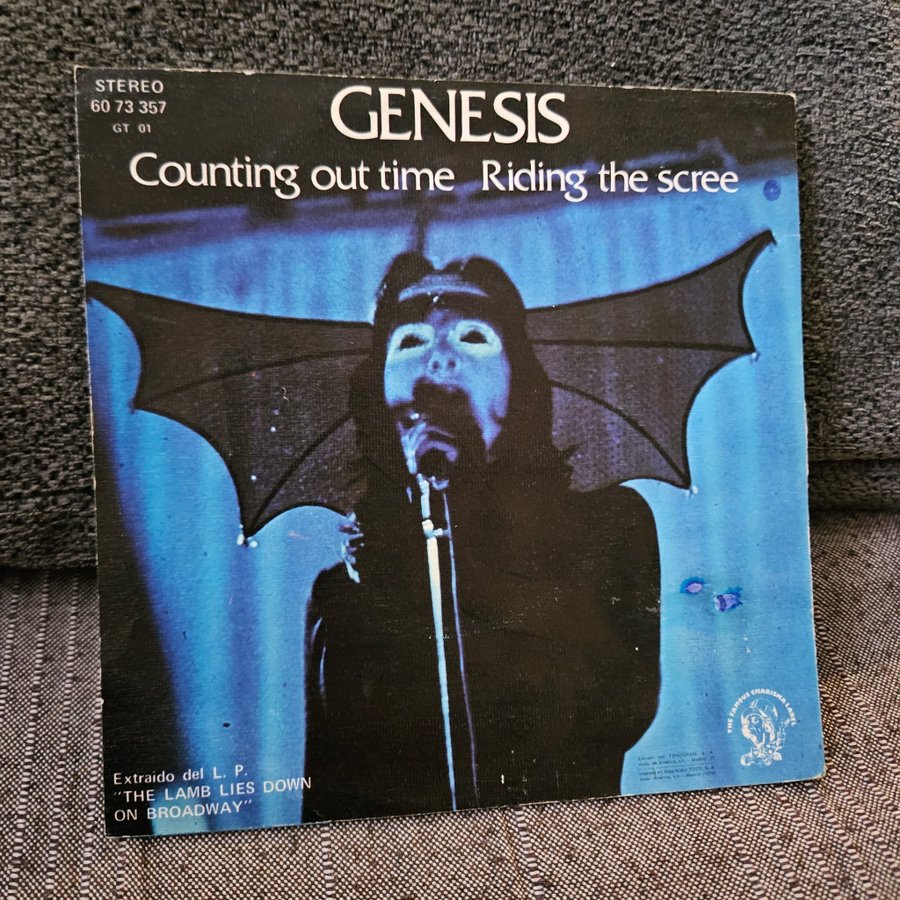 STEREO
60 73 357
GT 01
GENESIS
Counting out time Riding the scree
Extraído del L. P.
"THE LAMB LIES DOWN
ON BROADWAY"
THE FAMOUS CHARISMA LABEL